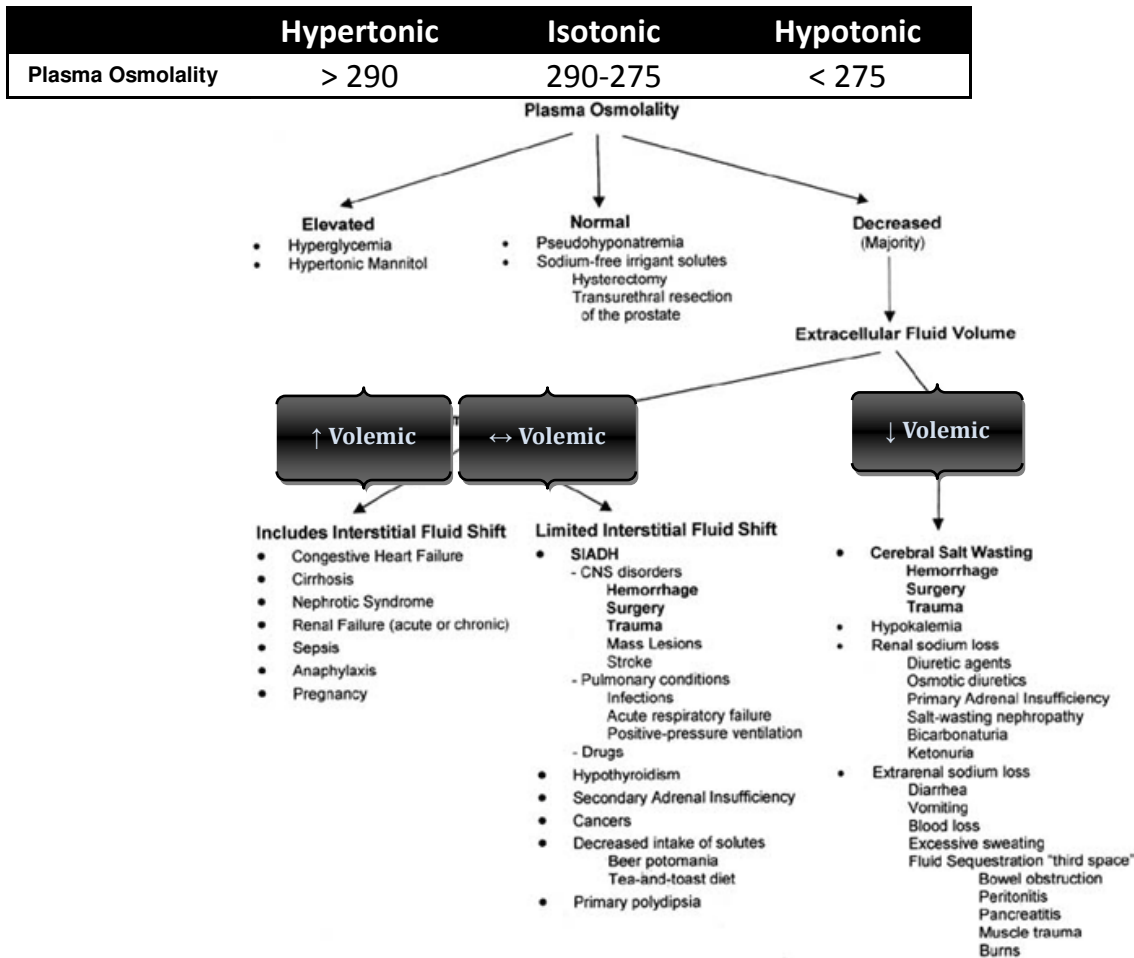 Hypertonic Isotonic Hypotonic
Plasma Osmolality > 290 290-275 < 275
Plasma Osmolality
Elevated
• Hyperglycemia
• Hypertonic Mannitol
Normal
• Pseudohyponatremia
• Sodium-free irrigant solutes
Hysterectomy
Transurethral resection
of the prostate
Decreased
(Majority)
Extracellular Fluid Volume
↑ Volemic
↔ Volemic
↓ Volemic
Includes Interstitial Fluid Shift
• Congestive Heart Failure
• Cirrhosis
• Nephrotic Syndrome
• Renal Failure (acute or chronic)
• Sepsis
• Anaphylaxis
• Pregnancy
Limited Interstitial Fluid Shift
• SIADH
- CNS disorders
Hemorrhage
Surgery
Trauma
Mass Lesions
Stroke
- Pulmonary conditions
Infections
Acute respiratory failure
Positive-pressure ventilation
- Drugs
• Hypothyroidism
• Secondary Adrenal Insufficiency
• Cancers
• Decreased intake of solutes
Beer potomania
Tea-and-toast diet
• Primary polydipsia
• Cerebral Salt Wasting
Hemorrhage
Surgery
Trauma
• Hypokalemia
• Renal sodium loss
Diuretic agents
Osmotic diuretics
Primary Adrenal Insufficiency
Salt-wasting nephropathy
Bicarbonaturia
Ketonuria
• Extrarenal sodium loss
Diarrhea
Vomiting
Blood loss
Excessive sweating
Fluid Sequestration "third space"
Bowel obstruction
Peritonitis
Pancreatitis
Muscle trauma
Burns